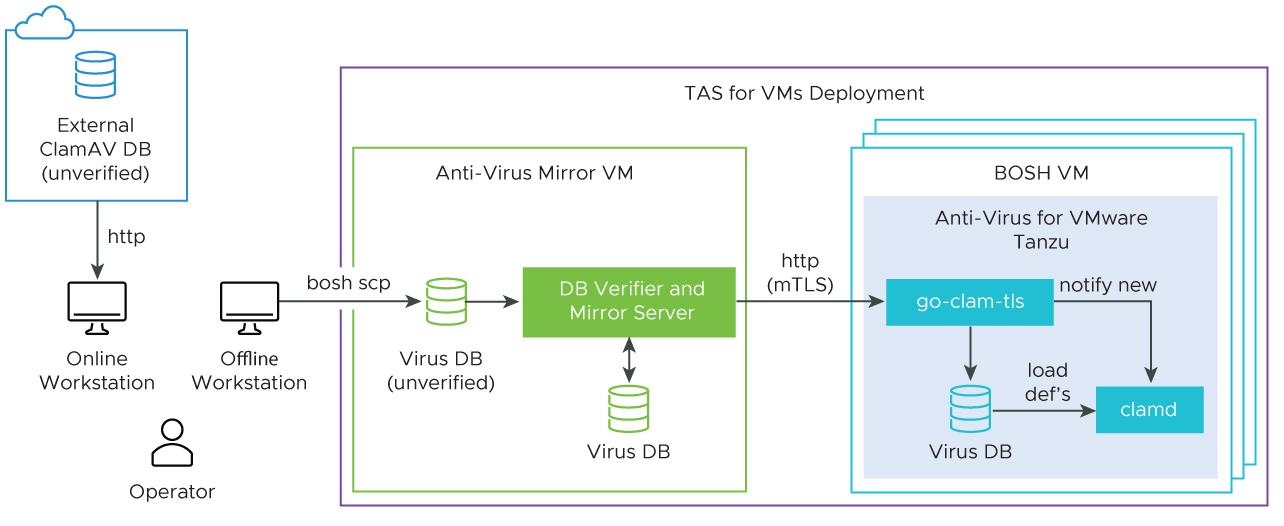 External
ClamAV DB
(unverified)
http
Online
Workstation
Offline
Workstation
Operator
TAS for VMs Deployment
bosh scp
Anti-Virus Mirror VM
Virus DB
(unverified)
DB Verifier and
Mirror Server
Virus DB
http
(mTLS)
BOSH VM
Anti-Virus for VMware
Tanzu
go-clam-tls
notify new
load
def's
Virus DB
clamd